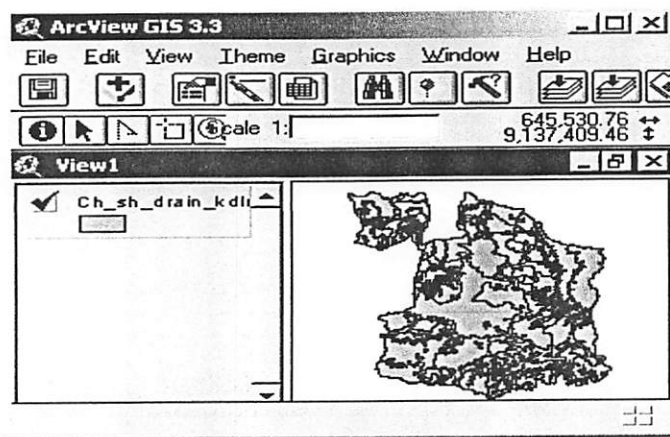 ArcView GIS 3.3
File Edit View Theme Graphics Window Help
cale 1: 645,530.76
9,137,409.46
View1
Ch_sh_drain_kdl